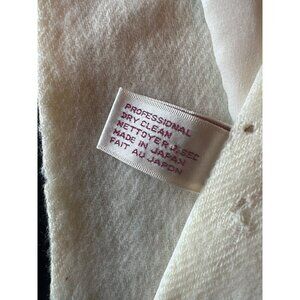 PROFESSIONAL
DRY CLEAN
NETTOYER À SEC
MADE IN JAPAN
FAIT AU JAPON